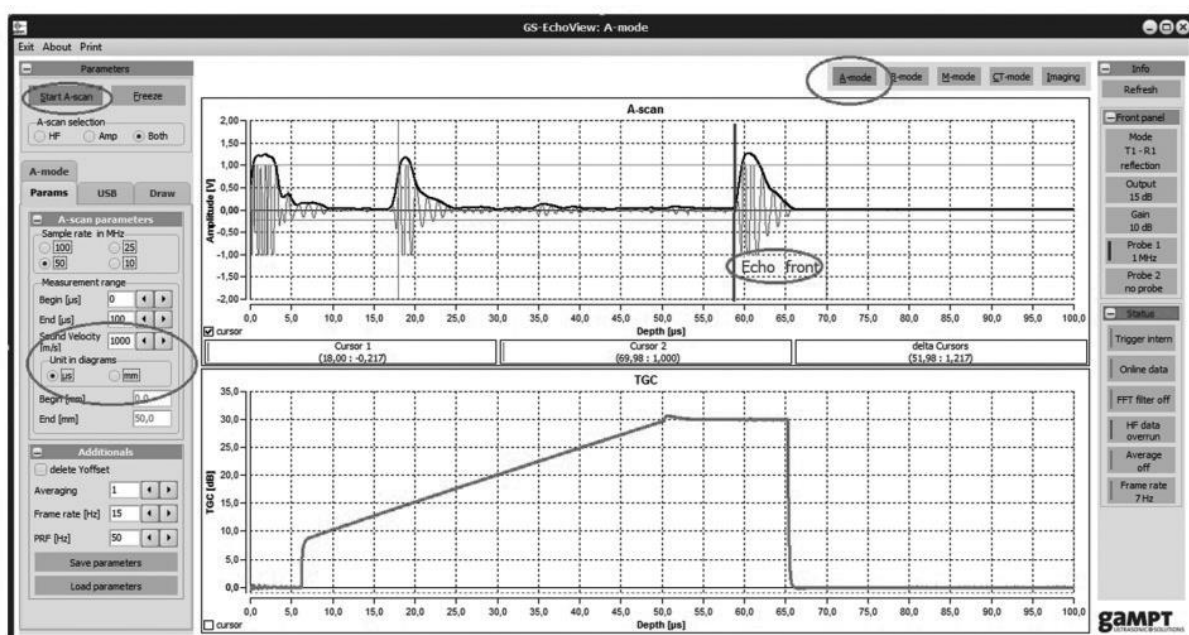 GS-EchoView: A-mode
Exit About Print
Parameters
Start A-scan Freeze
A-scan selection
HF Amp Both
A-mode
Params USB Draw
A-scan parameters
Sample rate in MHz
100 25
50 10
Measurement range
Begin [µs] 0
End [µs] 100
Sound Velocity [m/s] 1000
Unit in diagrams
µs mm
Begin [mm] 0,0
End [mm] 50,0
Additionals
delete Yoffset
Averaging 1
Frame rate [Hz] 15
PRF [Hz] 50
Save parameters
Load parameters
A-mode B-mode M-mode CT-mode Imaging
A-scan
Amplitude [V]
2,00
1,50
1,00
0,50
0,00
-0,50
-1,00
-1,50
-2,00
Echo front
0,0 5,0 10,0 15,0 20,0 25,0 30,0 35,0 40,0 45,0 50,0 55,0 60,0 65,0 70,0 75,0 80,0 85,0 90,0 95,0 100,0
Depth [µs]
cursor
Cursor 1
(18,00 : -0,217)
Cursor 2
(69,98 : 1,000)
delta Cursors
(51,98 : 1,217)
TGC
TGC [dB]
35,0
30,0
25,0
20,0
15,0
10,0
5,0
0,0
0,0 5,0 10,0 15,0 20,0 25,0 30,0 35,0 40,0 45,0 50,0 55,0 60,0 65,0 70,0 75,0 80,0 85,0 90,0 95,0 100,0
Depth [µs]
cursor
Info
Refresh
Front panel
Mode
T1 - R1
reflection
Output
15 dB
Gain
10 dB
Probe 1
1 MHz
Probe 2
no probe
Status
Trigger intern
Online data
FFT filter off
HF data
overrun
Average
off
Frame rate
7 Hz
gAMPT
ULTRASONIC SOLUTIONS